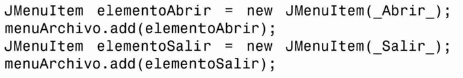 JMenuItem elementoAbrir = new JMenuItem(_Abrir_);
menuArchivo.add(elementoAbrir);
JMenuItem elementoSalir = new JMenuItem(_Salir_);
menuArchivo.add(elementoSalir);